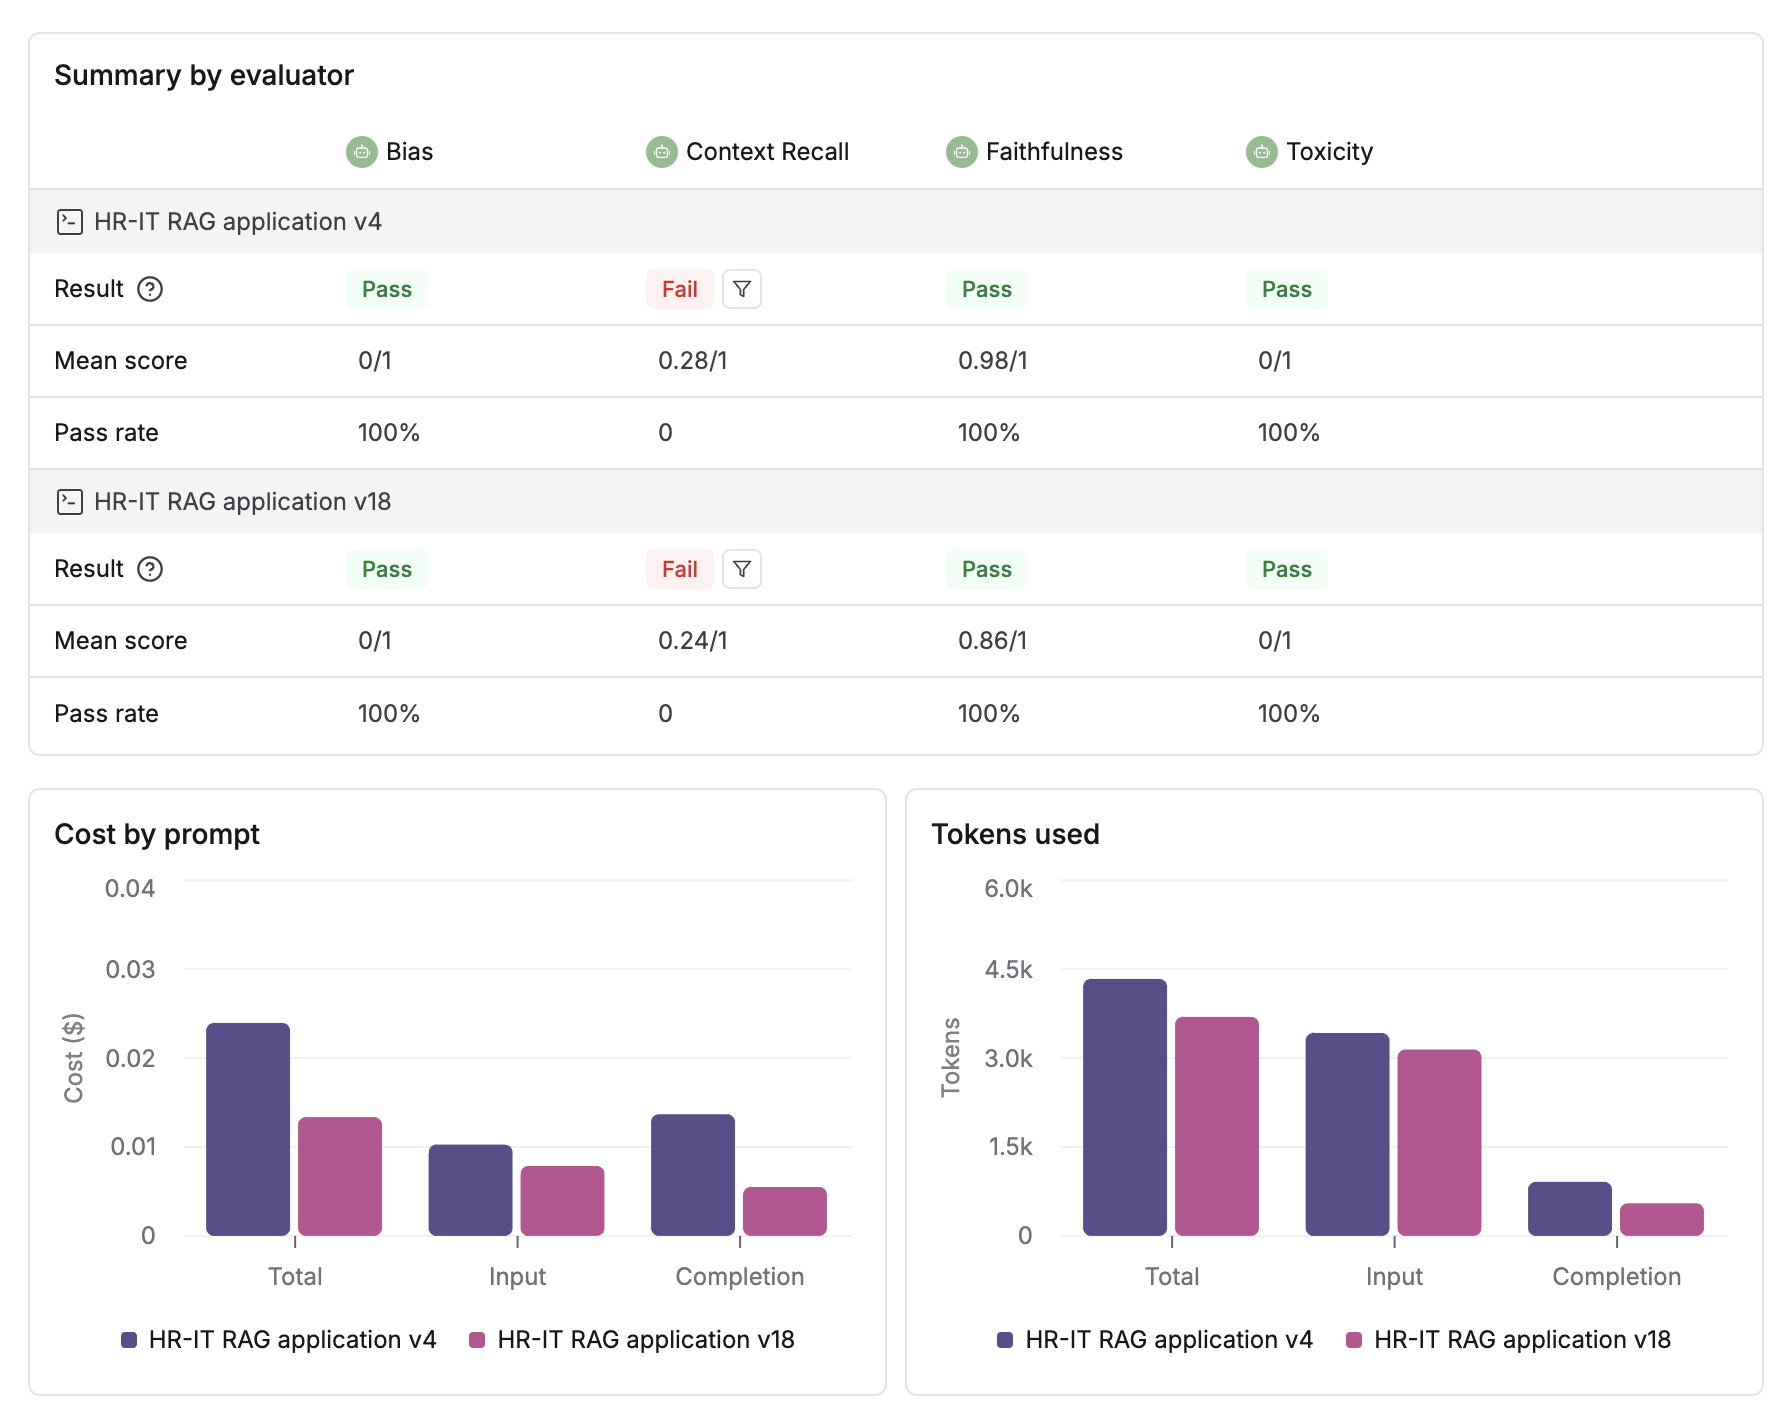 Summary by evaluator
Bias Context Recall Faithfulness Toxicity
HR-IT RAG application v4
Result Pass Fail Pass Pass
Mean score 0/1 0.28/1 0.98/1 0/1
Pass rate 100% 0 100% 100%
HR-IT RAG application v18
Result Pass Fail Pass Pass
Mean score 0/1 0.24/1 0.86/1 0/1
Pass rate 100% 0 100% 100%
Cost by prompt
0.04
0.03
0.02
0.01
0
Cost ($)
Total Input Completion
HR-IT RAG application v4 HR-IT RAG application v18
Tokens used
6.0k
4.5k
3.0k
1.5k
0
Tokens
Total Input Completion
HR-IT RAG application v4 HR-IT RAG application v18